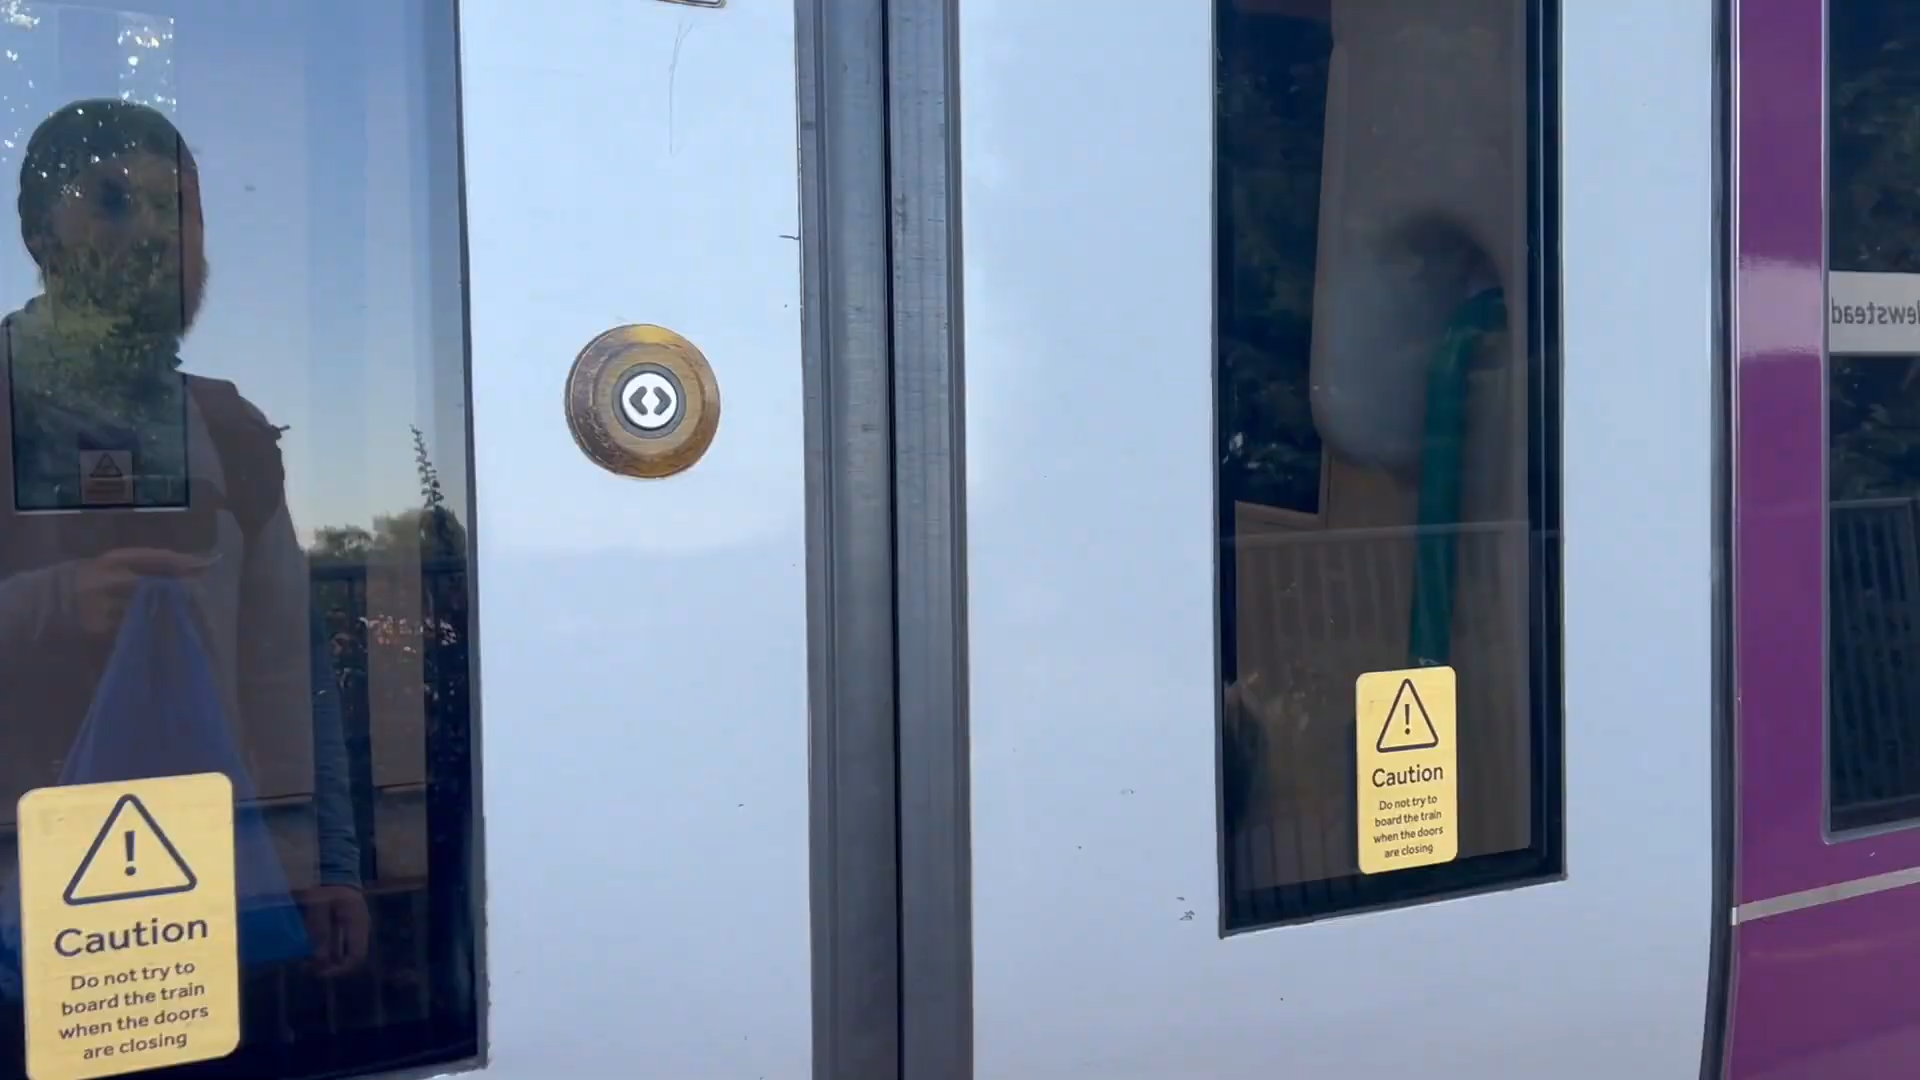 Caution
Do not try to
board the train
when the doors
are closing
Caution
Do not try to
board the train
when the doors
are closing
Newstead